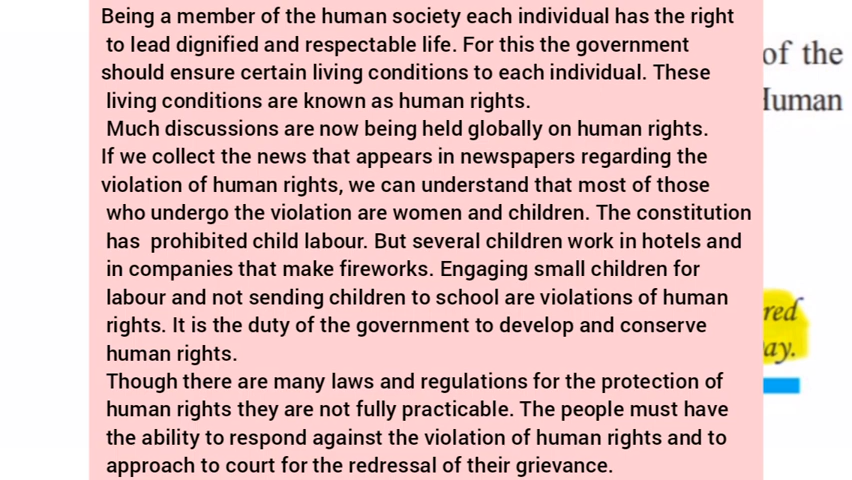 Being a member of the human society each individual has the right
to lead dignified and respectable life. For this the government
should ensure certain living conditions to each individual. These
living conditions are known as human rights.
Much discussions are now being held globally on human rights.
If we collect the news that appears in newspapers regarding the
violation of human rights, we can understand that most of those
who undergo the violation are women and children. The constitution
has prohibited child labour. But several children work in hotels and
in companies that make fireworks. Engaging small children for
labour and not sending children to school are violations of human
rights. It is the duty of the government to develop and conserve
human rights.
Though there are many laws and regulations for the protection of
human rights they are not fully practicable. The people must have
the ability to respond against the violation of human rights and to
approach to court for the redressal of their grievance.
of the